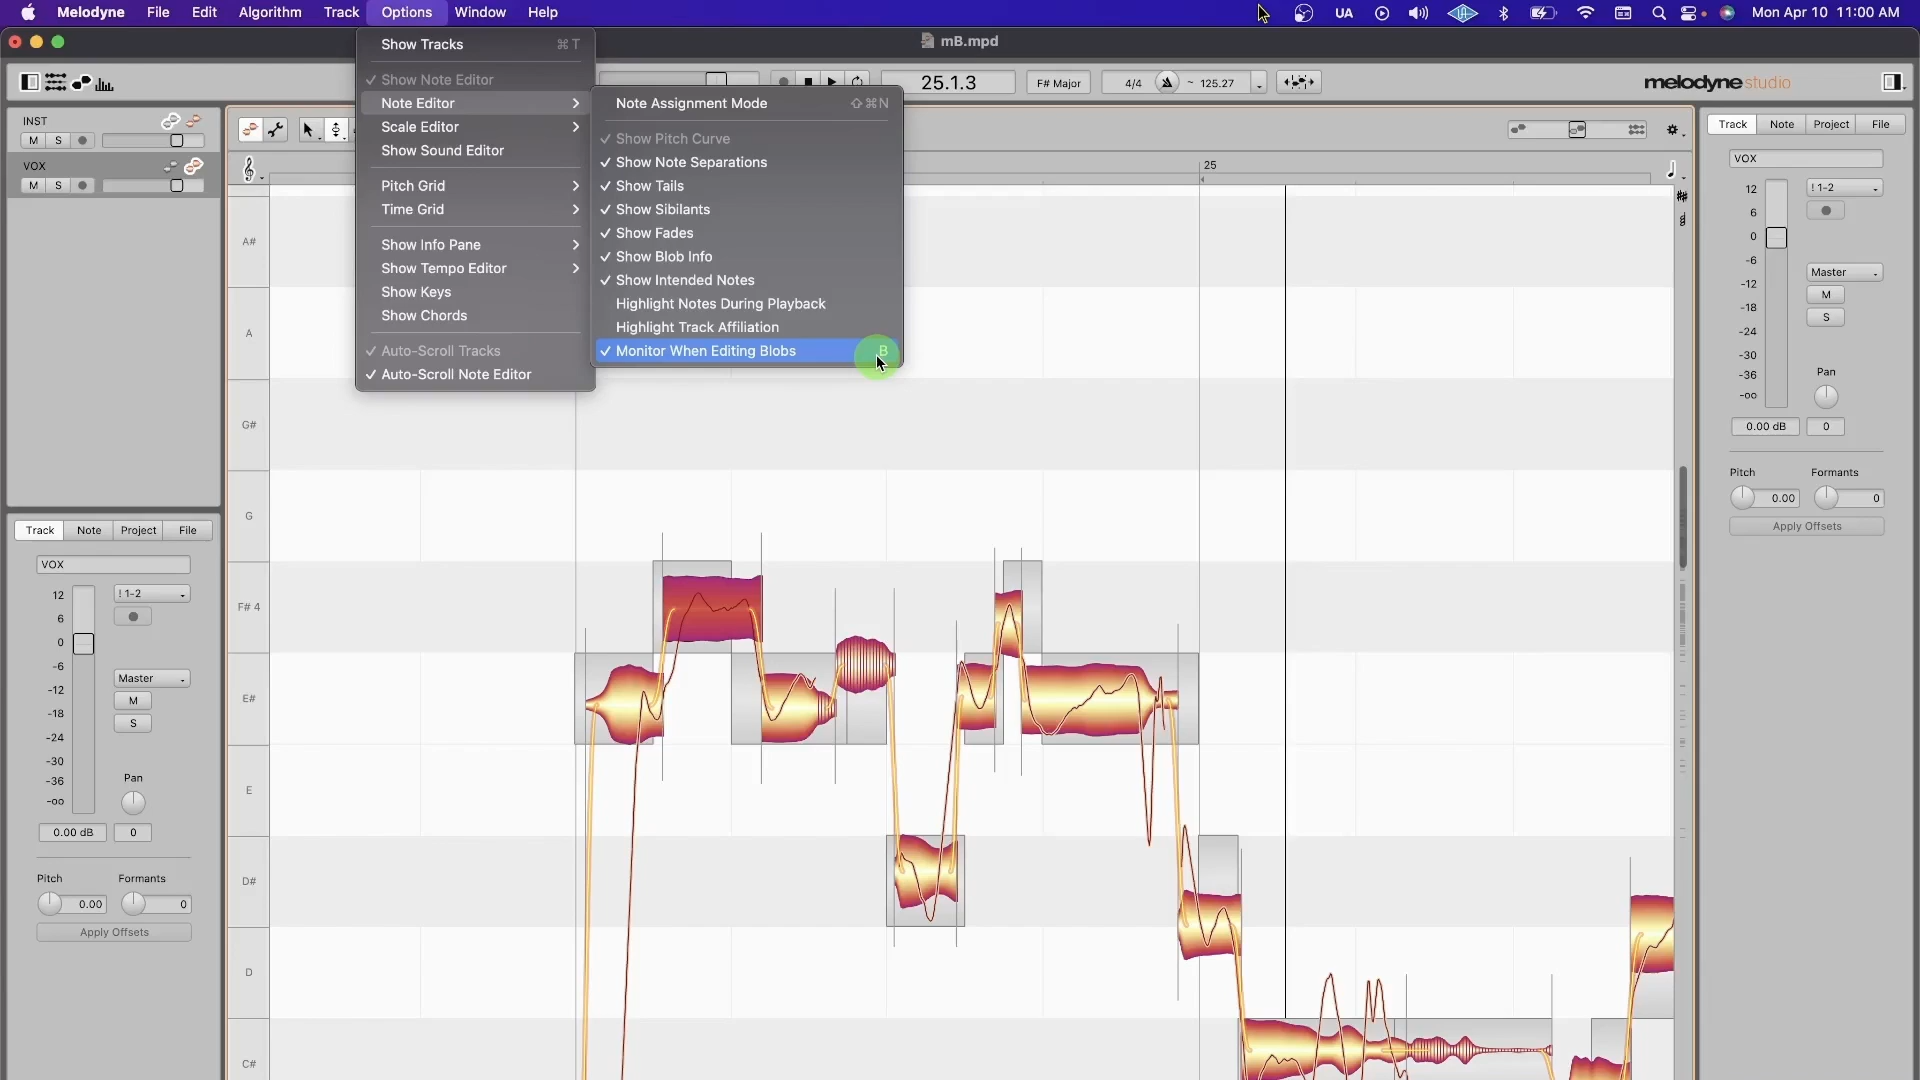 Melodyne File Edit Algorithm Track Options Window Help
UA
Mon Apr 10 11:00 AM
mB.mpd
25.1.3
F# Major
4/4
~ 125.27
melodyne studio
Show Tracks ⌘ T
✓ Show Note Editor
Note Editor >
Scale Editor >
Show Sound Editor
Pitch Grid >
Time Grid >
Show Info Pane >
Show Tempo Editor >
Show Keys
Show Chords
✓ Auto-Scroll Tracks
✓ Auto-Scroll Note Editor
Note Assignment Mode ⇧⌘N
✓ Show Pitch Curve
✓ Show Note Separations
✓ Show Tails
✓ Show Sibilants
✓ Show Fades
✓ Show Blob Info
✓ Show Intended Notes
Highlight Notes During Playback
Highlight Track Affiliation
✓ Monitor When Editing Blobs B
INST
M S
VOX
M S
25
A#
A
G#
G
F# 4
E#
E
D#
D
C#
Track Note Project File
VOX
12
6
0
-6
-12
-18
-24
-30
-36
-oo
! 1-2
Master
M
S
Pan
0.00 dB 0
Pitch Formants
0.00 0
Apply Offsets
Track Note Project File
VOX
12
6
0
-6
-12
-18
-24
-30
-36
-oo
! 1-2
Master
M
S
Pan
0.00 dB 0
Pitch Formants
0.00 0
Apply Offsets